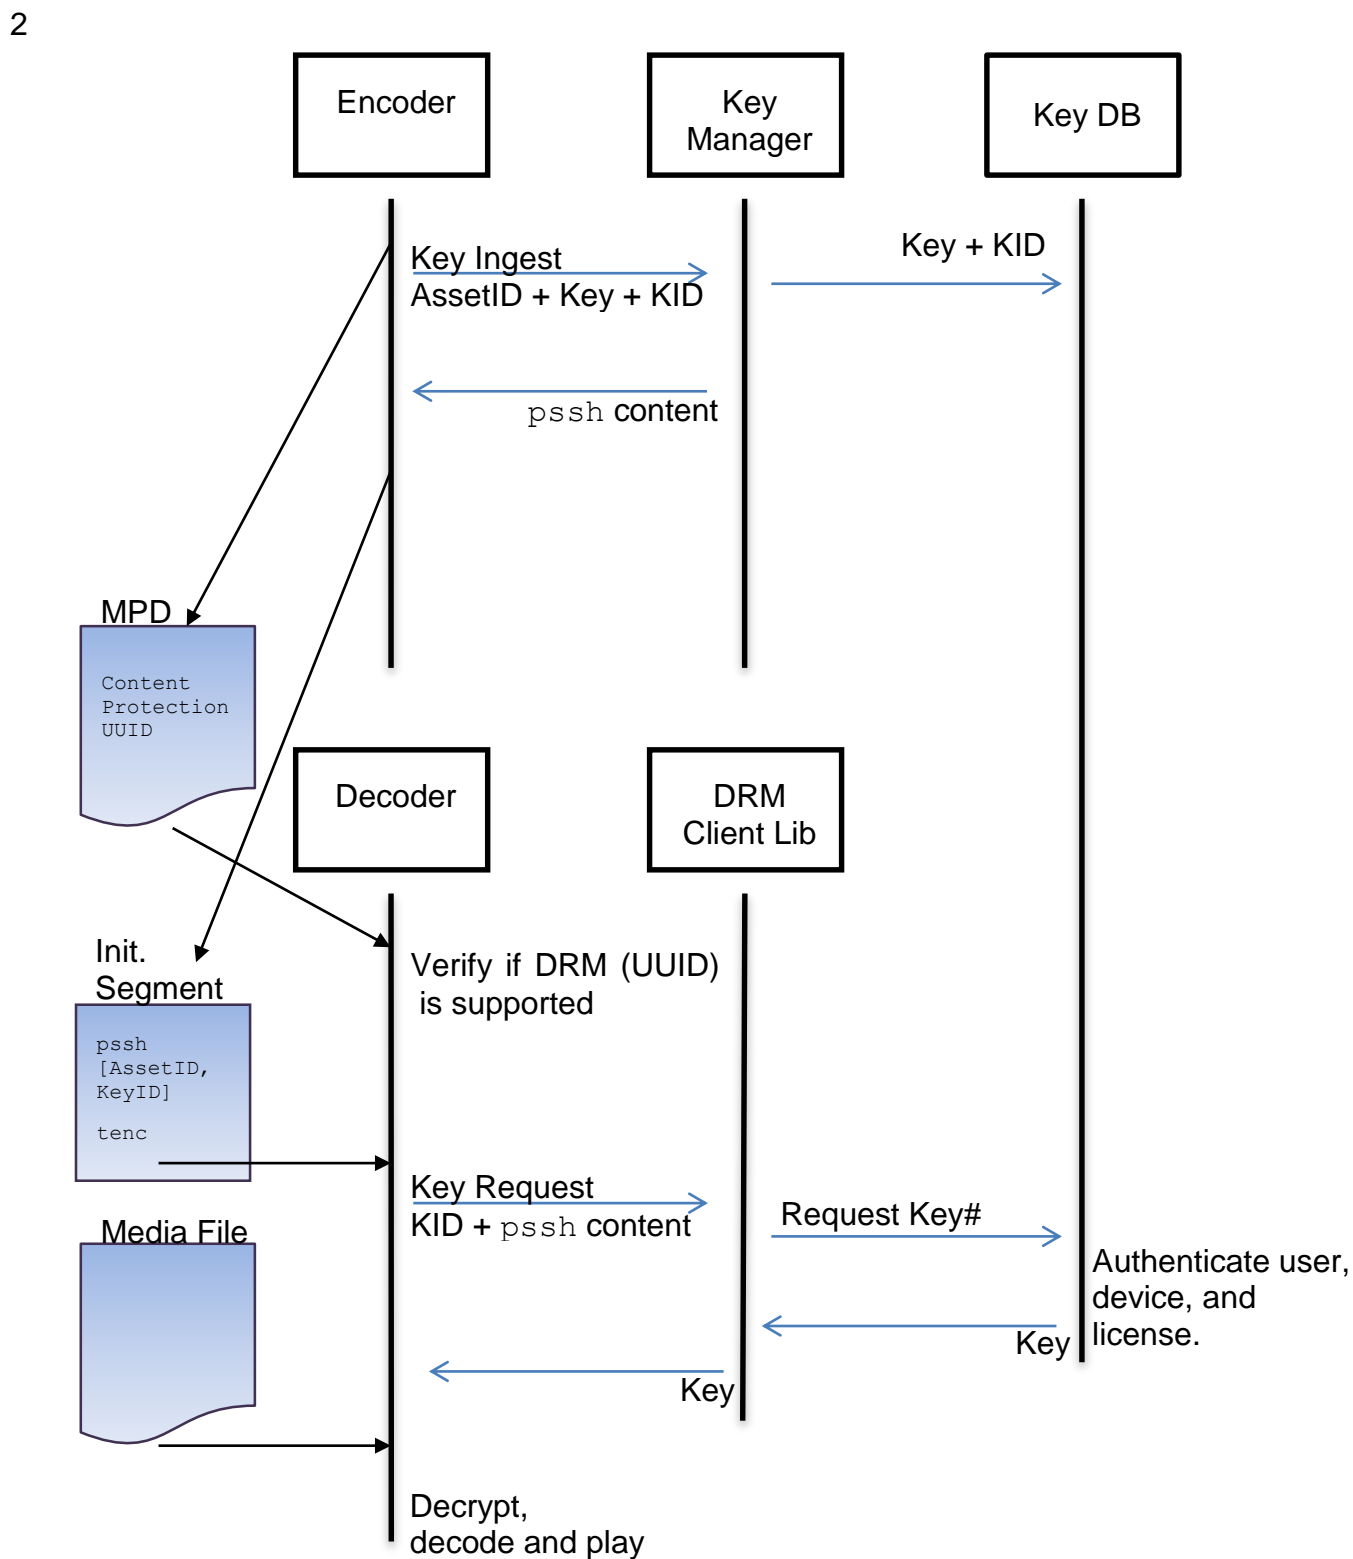 2
Encoder
Key
Manager
Key DB
Key Ingest
AssetID + Key + KID
Key + KID
pssh content
MPD
Content
Protection
UUID
Decoder
DRM
Client Lib
Init.
Segment
Verify if DRM (UUID)
is supported
pssh
[AssetID,
KeyID]
tenc
Key Request
KID + pssh content
Request Key#
Media File
Authenticate user,
device, and
license.
Key
Key
Decrypt,
decode and play